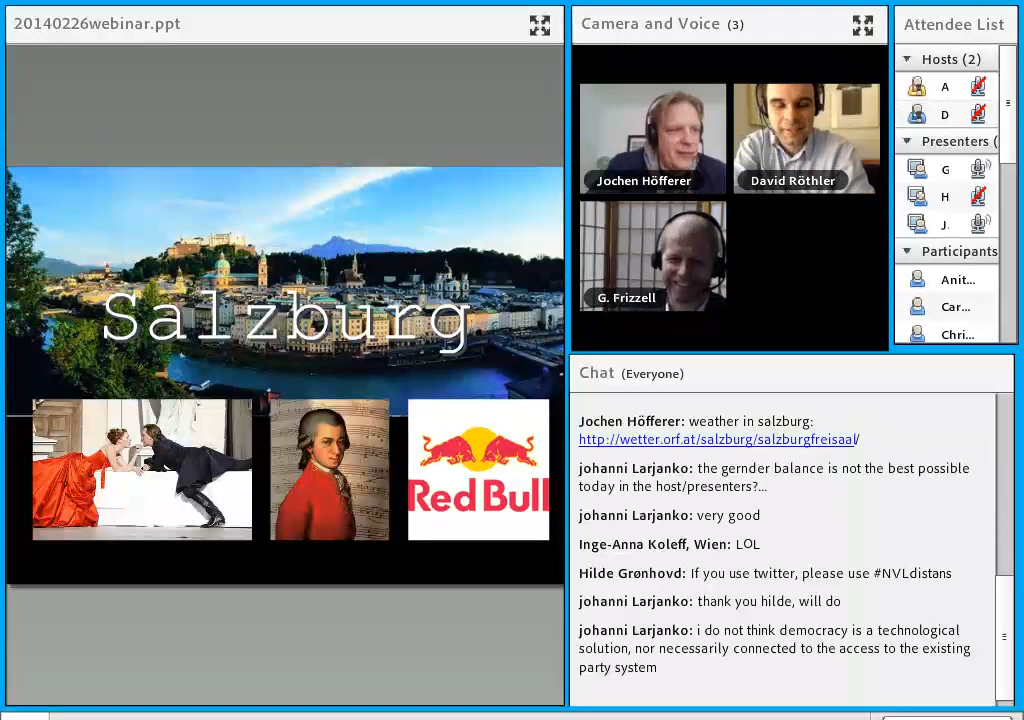 20140226webinar.ppt
Salzburg
Red Bull
Camera and Voice (3)
Jochen Höfferer
David Röthler
G. Frizzell
Attendee List
Hosts (2)
A
D
Presenters (
G
H
J.
Participants
Anit...
Car...
Chri...
Chat (Everyone)
Jochen Höfferer: weather in salzburg:
http://wetter.orf.at/salzburg/salzburgfreisaal/
johanni Larjanko: the gernder balance is not the best possible
today in the host/presenters?...
johanni Larjanko: very good
Inge-Anna Koleff, Wien: LOL
Hilde Grønhovd: If you use twitter, please use #NVLdistans
johanni Larjanko: thank you hilde, will do
johanni Larjanko: i do not think democracy is a technological
solution, nor necessarily connected to the access to the existing
party system